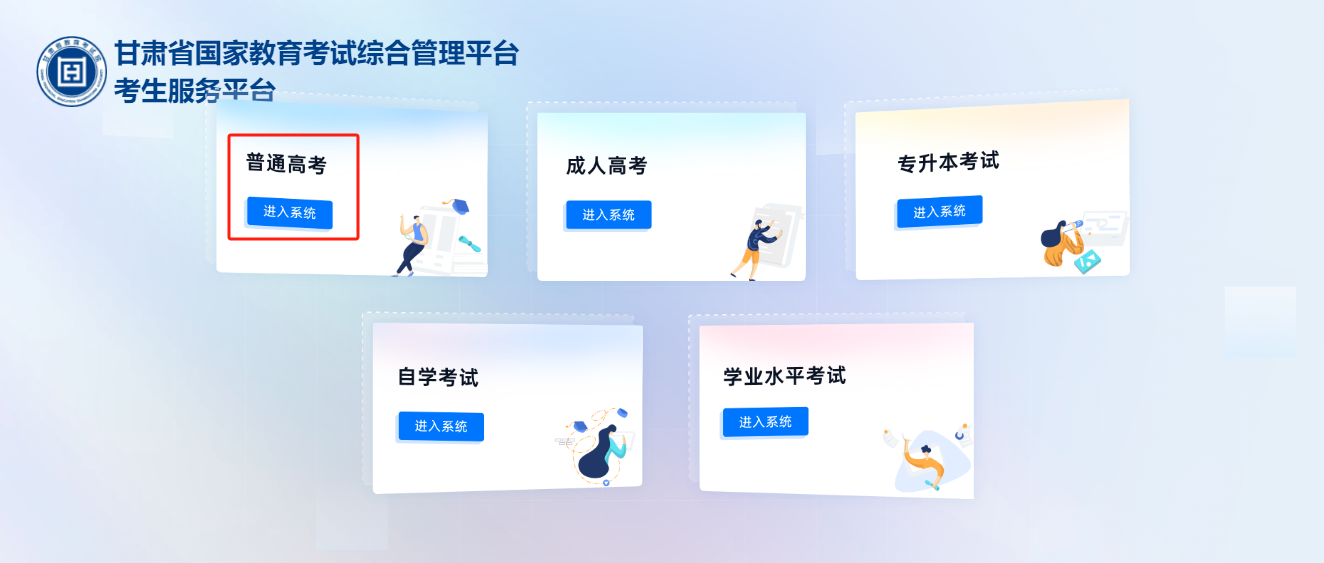 甘肃省国家教育考试综合管理平台
考生服务平台
普通高考
进入系统
成人高考
进入系统
专升本考试
进入系统
自学考试
进入系统
学业水平考试
进入系统